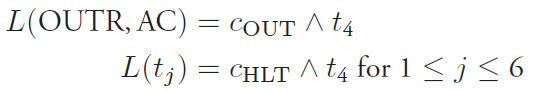 L(OUTR, AC) = c_OUT ∧ t_4
L(t_j) = c_HLT ∧ t_4 for 1 ≤ j ≤ 6